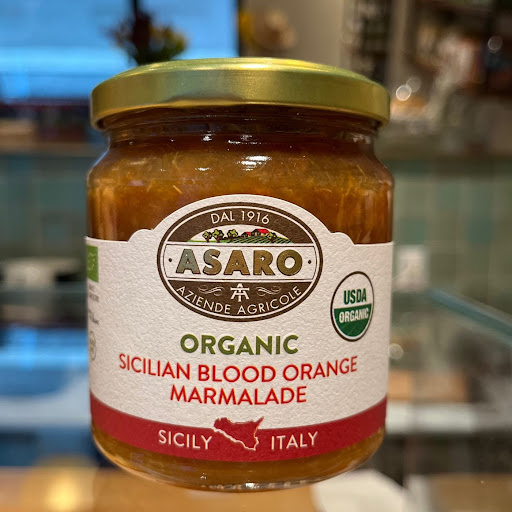 DAL 1916
ASARO
AZIENDE AGRICOLE
USDA
ORGANIC
ORGANIC
SICILIAN BLOOD ORANGE
MARMALADE
SICILY ITALY